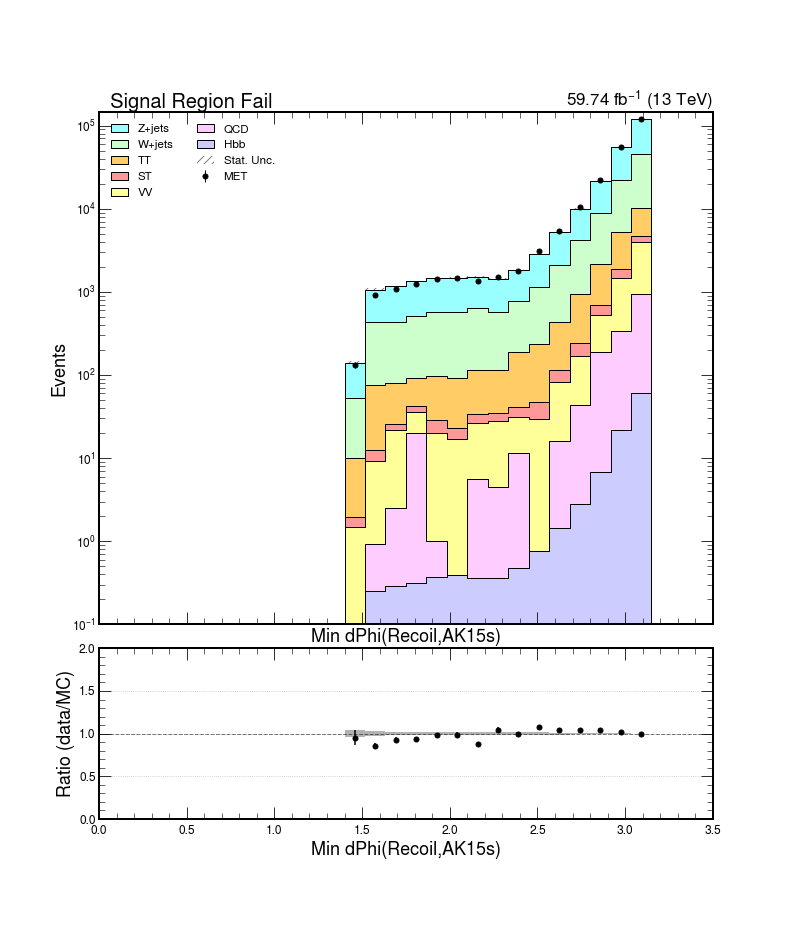 Signal Region Fail
59.74 fb⁻¹ (13 TeV)
Z+jets
W+jets
TT
ST
VV
QCD
Hbb
Stat. Unc.
MET
10⁵
10⁴
10³
10²
10¹
10⁰
10⁻¹
Events
Min dPhi(Recoil,AK15s)
2.0
1.5
1.0
0.5
0.0
Ratio (data/MC)
0.0 0.5 1.0 1.5 2.0 2.5 3.0 3.5
Min dPhi(Recoil,AK15s)